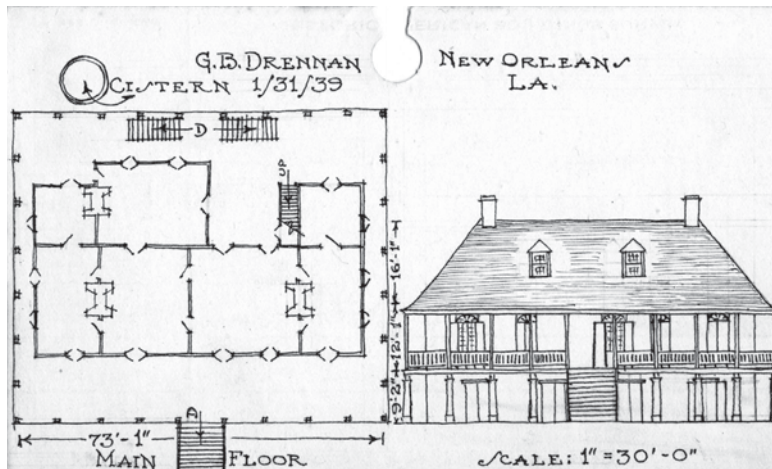 G.B. DRENNAN
CISTERN 1/31/39
NEW ORLEANS
LA.
D
UP
16'-1"
12'-1"
9'-2"
D
73'-1"
MAIN FLOOR
SCALE: 1" = 30'-0"